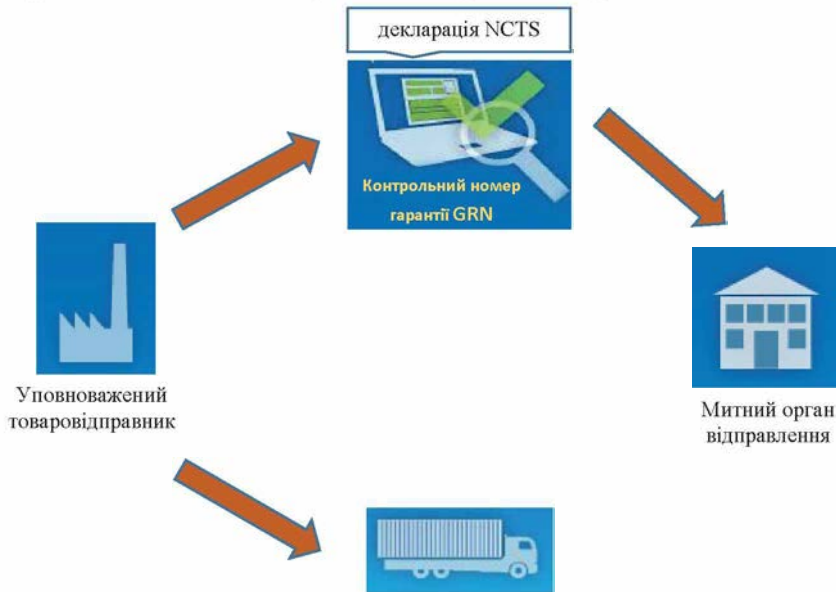 декларація NCTS
Контрольний номер
гарантії GRN
Уповноважений
товаровідправник
Митний орган
відправлення